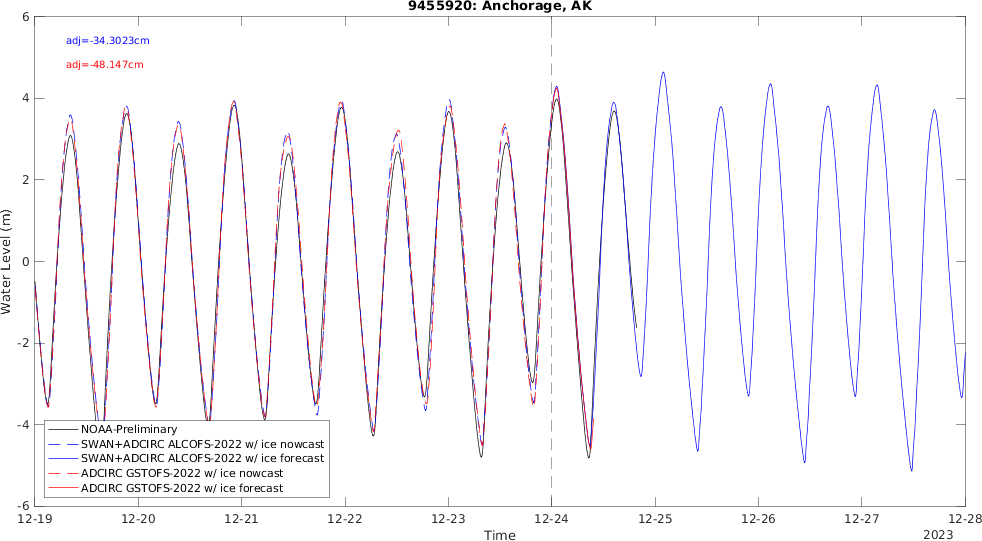 9455920: Anchorage, AK
adj=-34.3023cm
adj=-48.147cm
Water Level (m)
6
4
2
0
-2
-4
-6
NOAA-Preliminary
SWAN+ADCIRC ALCOFS-2022 w/ ice nowcast
SWAN+ADCIRC ALCOFS-2022 w/ ice forecast
ADCIRC GSTOFS-2022 w/ ice nowcast
ADCIRC GSTOFS-2022 w/ ice forecast
12-19 12-20 12-21 12-22 12-23 12-24 12-25 12-26 12-27 12-28
Time
2023